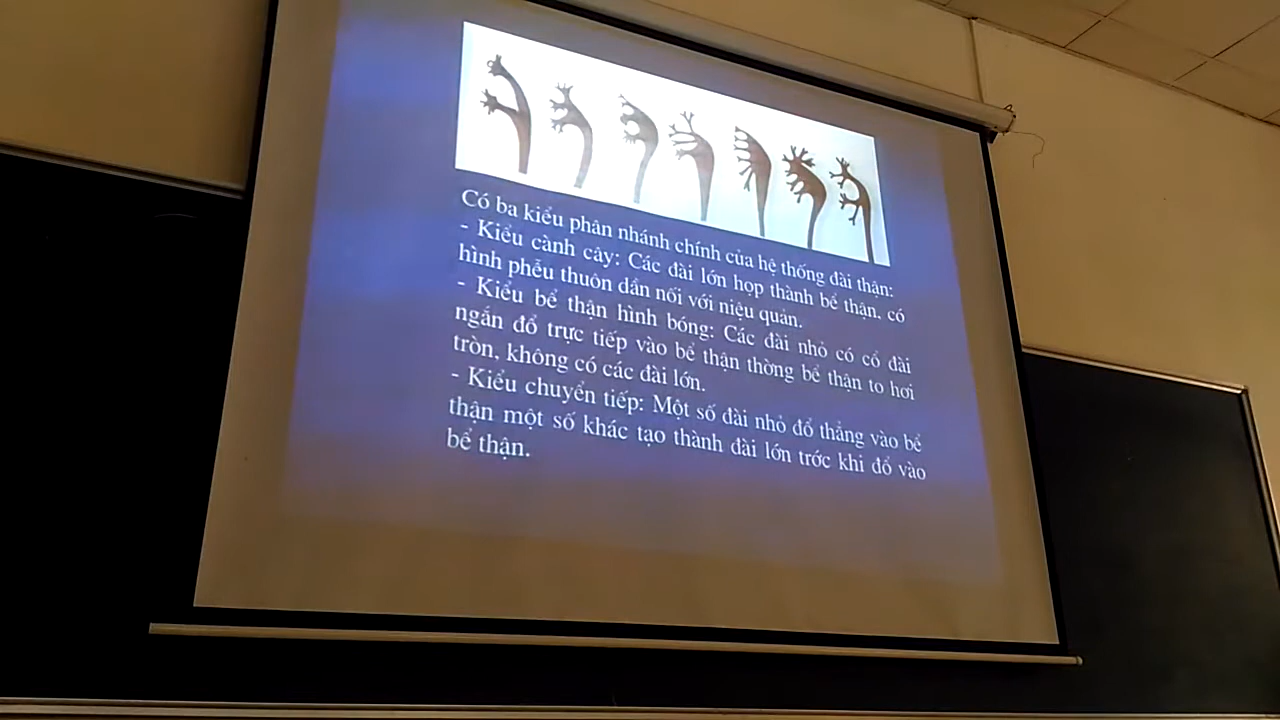 Có ba kiểu phân nhánh chính của hệ thống đài thận:
- Kiểu cành cây: Các đài lớn họp thành bể thận, có
hình phễu thuôn dần nối với niệu quản.
- Kiểu bể thận hình bóng: Các đài nhỏ có cổ đài
ngắn đổ trực tiếp vào bể thận thờng bể thận to hơi
tròn, không có các đài lớn.
- Kiểu chuyển tiếp: Một số đài nhỏ đổ thẳng vào bể
thận một số khác tạo thành đài lớn trớc khi đổ vào
bể thận.